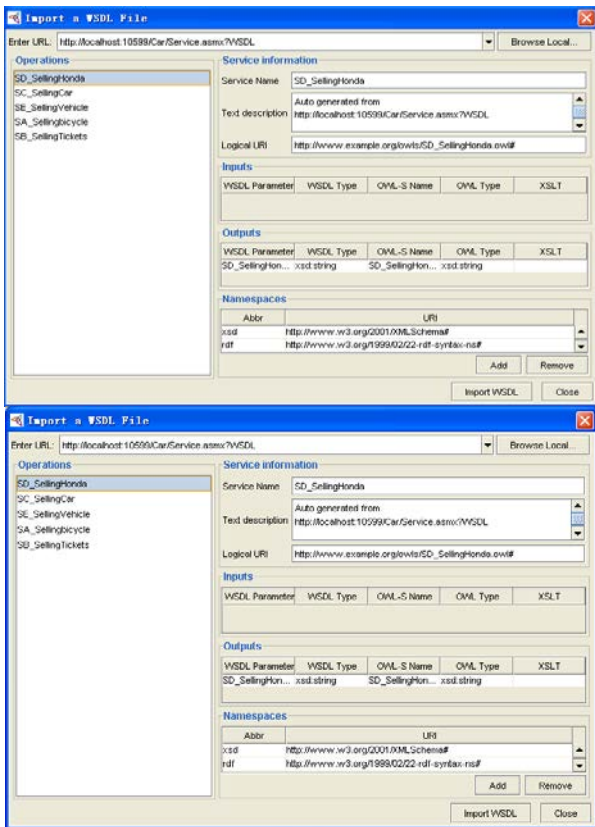 Import a WSDL File
Enter URL: http://localhost:10599/Car/Service.asmx?WSDL Browse Local...
Operations
SD_SellingHonda
SC_SellingCar
SE_SellingVehicle
SA_Sellingbicycle
SB_SellingTickets
Service information
Service Name SD_SellingHonda
Text description Auto generated from
http://localhost:10599/Car/Service.asmx?WSDL
Logical URI http://www.example.org/owls/SD_SellingHonda.owl#
Inputs
WSDL Parameter WSDL Type OWL-S Name OWL Type XSLT
Outputs
WSDL Parameter WSDL Type OWL-S Name OWL Type XSLT
SD_SellingHon... xsd:string SD_SellingHon... xsd:string
Namespaces
Abbr URI
xsd http://www.w3.org/2001/XMLSchema#
rdf http://www.w3.org/1999/02/22-rdf-syntax-ns#
Add Remove
Import WSDL Close
Import a WSDL File
Enter URL: http://localhost:10599/Car/Service.asmx?WSDL Browse Local...
Operations
SD_SellingHonda
SC_SellingCar
SE_SellingVehicle
SA_Sellingbicycle
SB_SellingTickets
Service information
Service Name SD_SellingHonda
Text description Auto generated from
http://localhost:10599/Car/Service.asmx?WSDL
Logical URI http://www.example.org/owls/SD_SellingHonda.owl#
Inputs
WSDL Parameter WSDL Type OWL-S Name OWL Type XSLT
Outputs
WSDL Parameter WSDL Type OWL-S Name OWL Type XSLT
SD_SellingHon... xsd:string SD_SellingHon... xsd:string
Namespaces
Abbr URI
xsd http://www.w3.org/2001/XMLSchema#
rdf http://www.w3.org/1999/02/22-rdf-syntax-ns#
Add Remove
Import WSDL Close